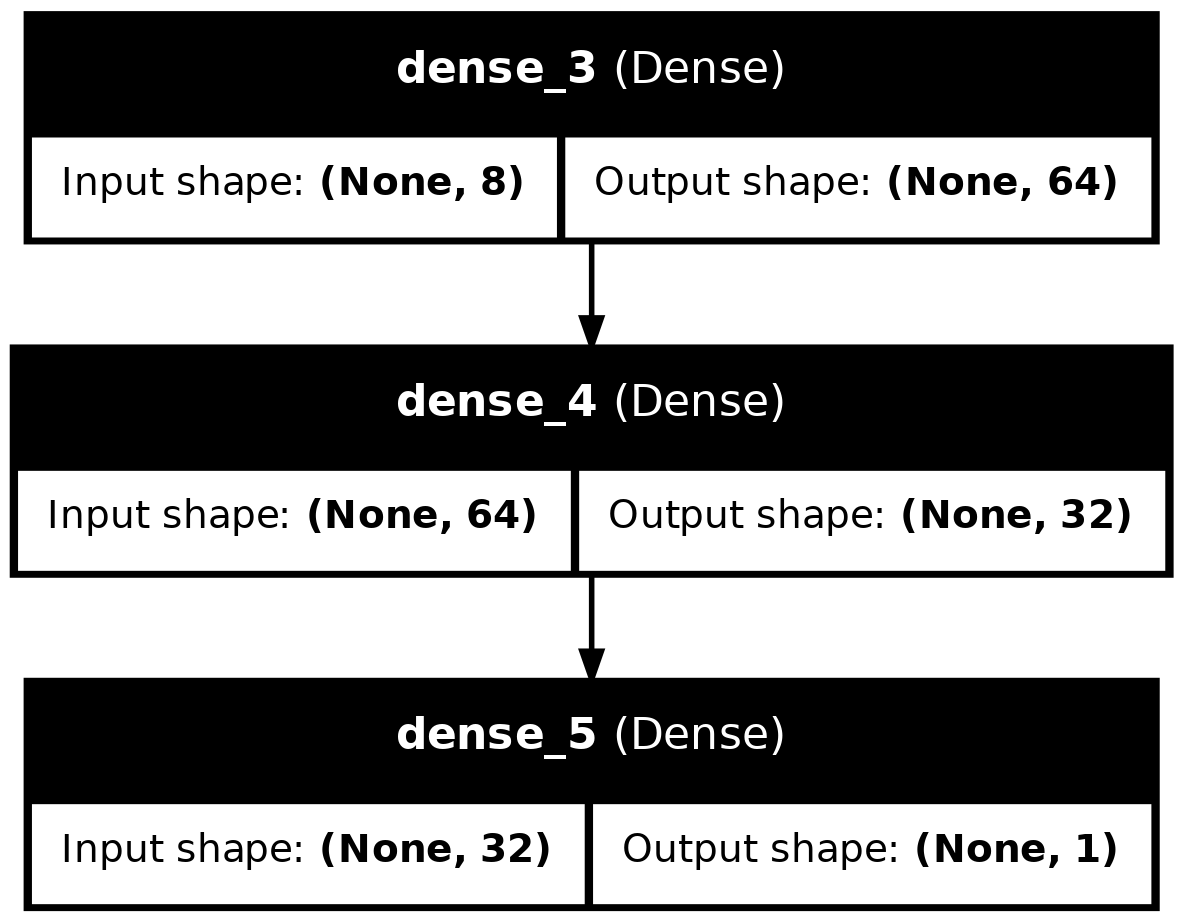 dense_3 (Dense)
Input shape: (None, 8) Output shape: (None, 64)
dense_4 (Dense)
Input shape: (None, 64) Output shape: (None, 32)
dense_5 (Dense)
Input shape: (None, 32) Output shape: (None, 1)